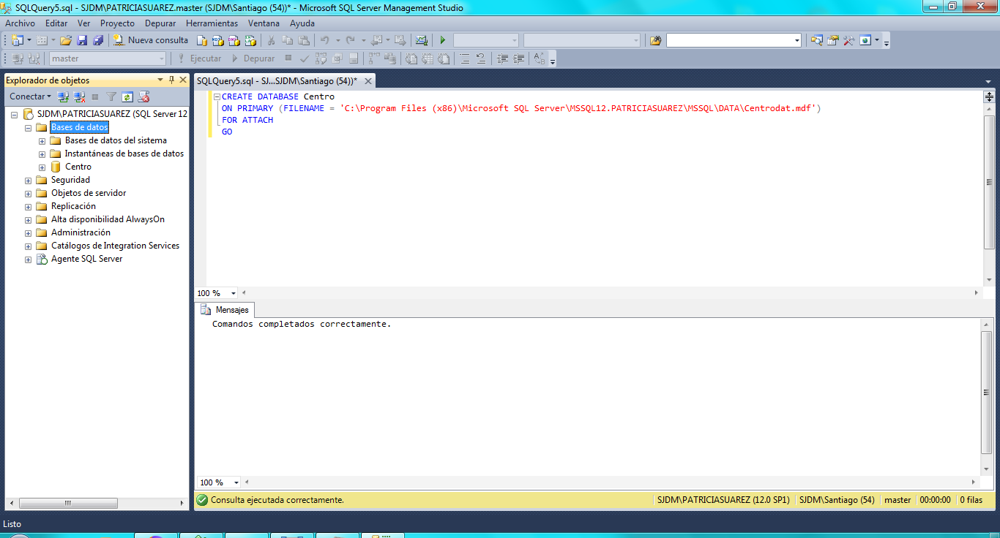 SQLQuery5.sql - SJDM\PATRICIASUAREZ.master (SJDM\Santiago (54))* - Microsoft SQL Server Management Studio
Archivo Editar Ver Proyecto Depurar Herramientas Ventana Ayuda
Nueva consulta
master Ejecutar Depurar
Explorador de objetos
Conectar
SJDM\PATRICIASUAREZ (SQL Server 12
Bases de datos
Bases de datos del sistema
Instantáneas de bases de datos
Centro
Seguridad
Objetos de servidor
Replicación
Alta disponibilidad AlwaysOn
Administración
Catálogos de Integration Services
Agente SQL Server
SQLQuery5.sql - SJ...SJDM\Santiago (54))*
CREATE DATABASE Centro
ON PRIMARY (FILENAME = 'C:\Program Files (x86)\Microsoft SQL Server\MSSQL12.PATRICIASUAREZ\MSSQL\DATA\Centrodat.mdf')
FOR ATTACH
GO
100 %
Mensajes
Comandos completados correctamente.
100 %
Consulta ejecutada correctamente. SJDM\PATRICIASUAREZ (12.0 SP1) SJDM\Santiago (54) master 00:00:00 0 filas
Listo